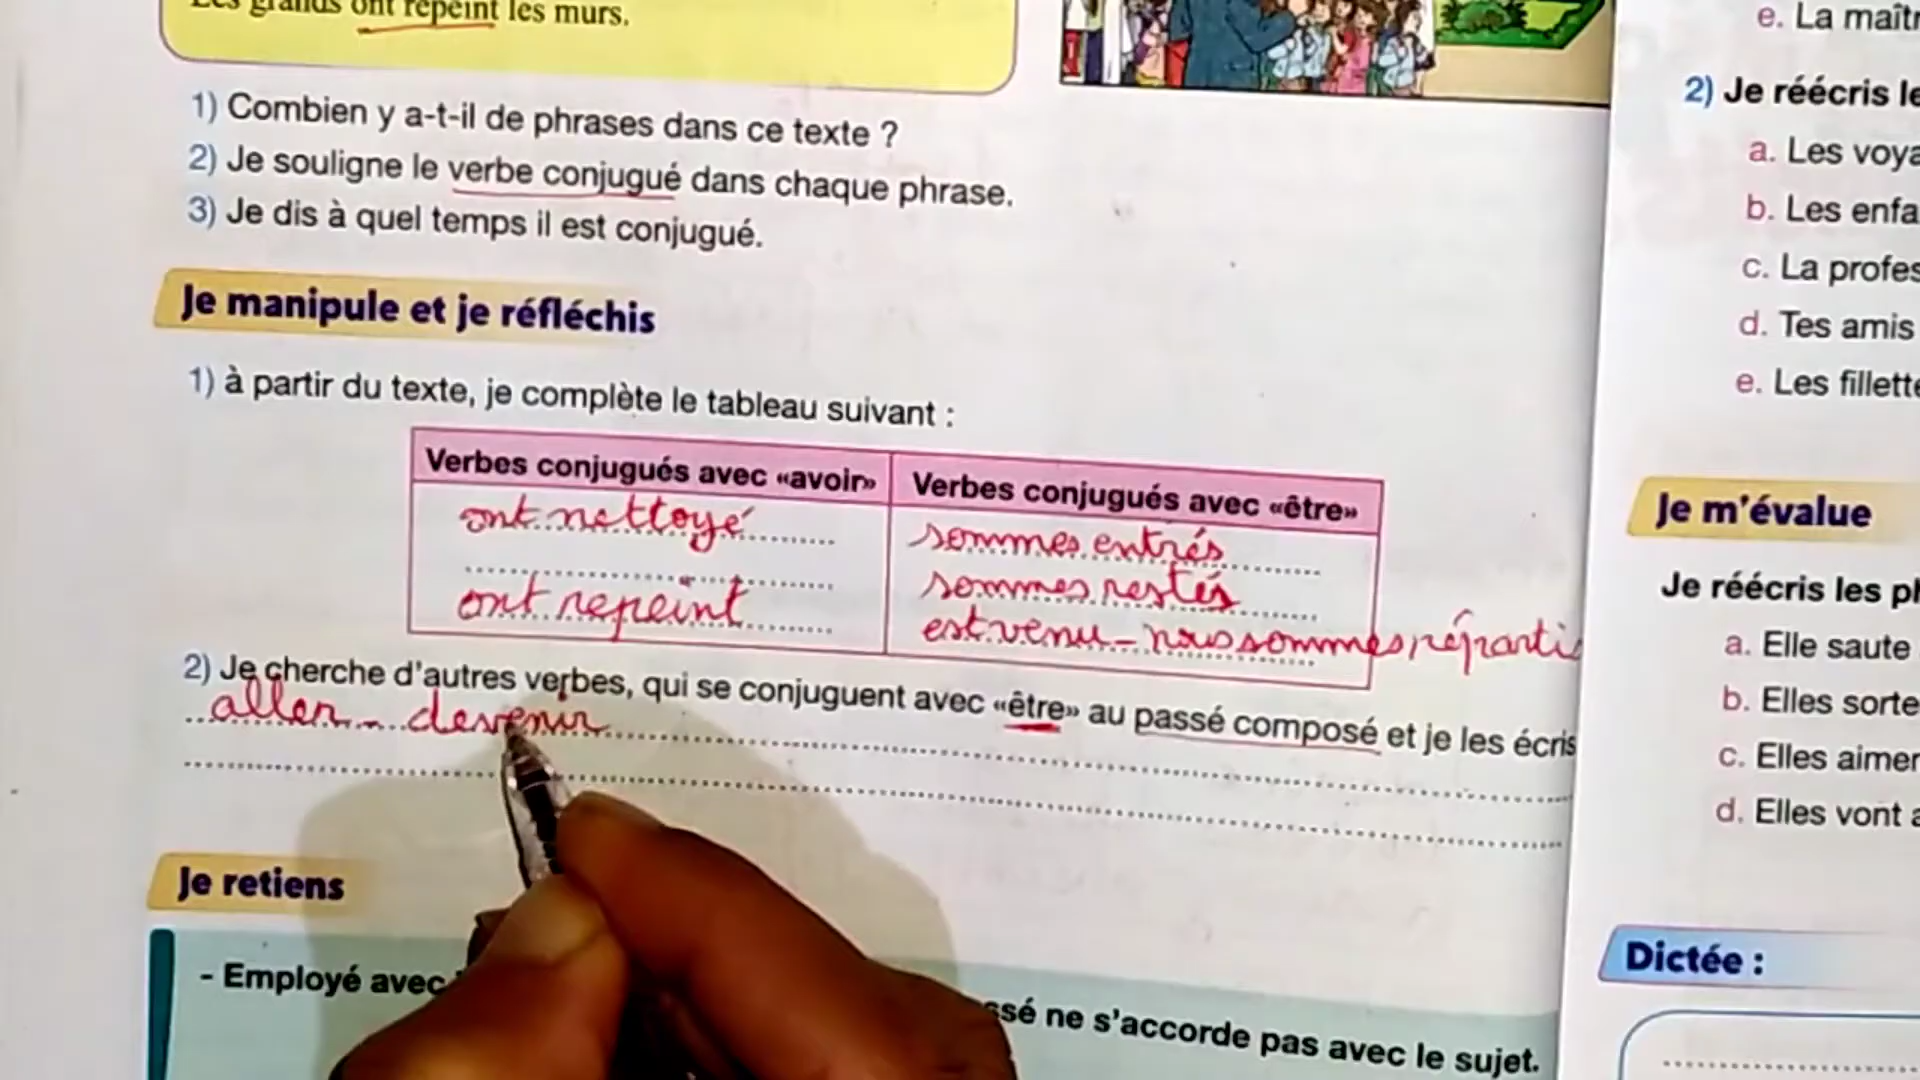 Les grands ont repeint les murs.
1) Combien y a-t-il de phrases dans ce texte ?
2) Je souligne le verbe conjugué dans chaque phrase.
3) Je dis à quel temps il est conjugué.
Je manipule et je réfléchis
1) à partir du texte, je complète le tableau suivant :
Verbes conjugués avec «avoir»
Verbes conjugués avec «être»
ont nettoyé
ont repeint
sommes entrés
sommes restés
est venu - nous sommes réparti
2) Je cherche d'autres verbes, qui se conjuguent avec «être» au passé composé et je les écris
aller - devenir
Je retiens
- Employé avec
ssé ne s'accorde pas avec le sujet.
e. La maît
2) Je réécris le
a. Les voya
b. Les enfa
c. La profes
d. Tes amis
e. Les fillette
Je m'évalue
Je réécris les ph
a. Elle saute
b. Elles sorte
c. Elles aimer
d. Elles vont a
Dictée :